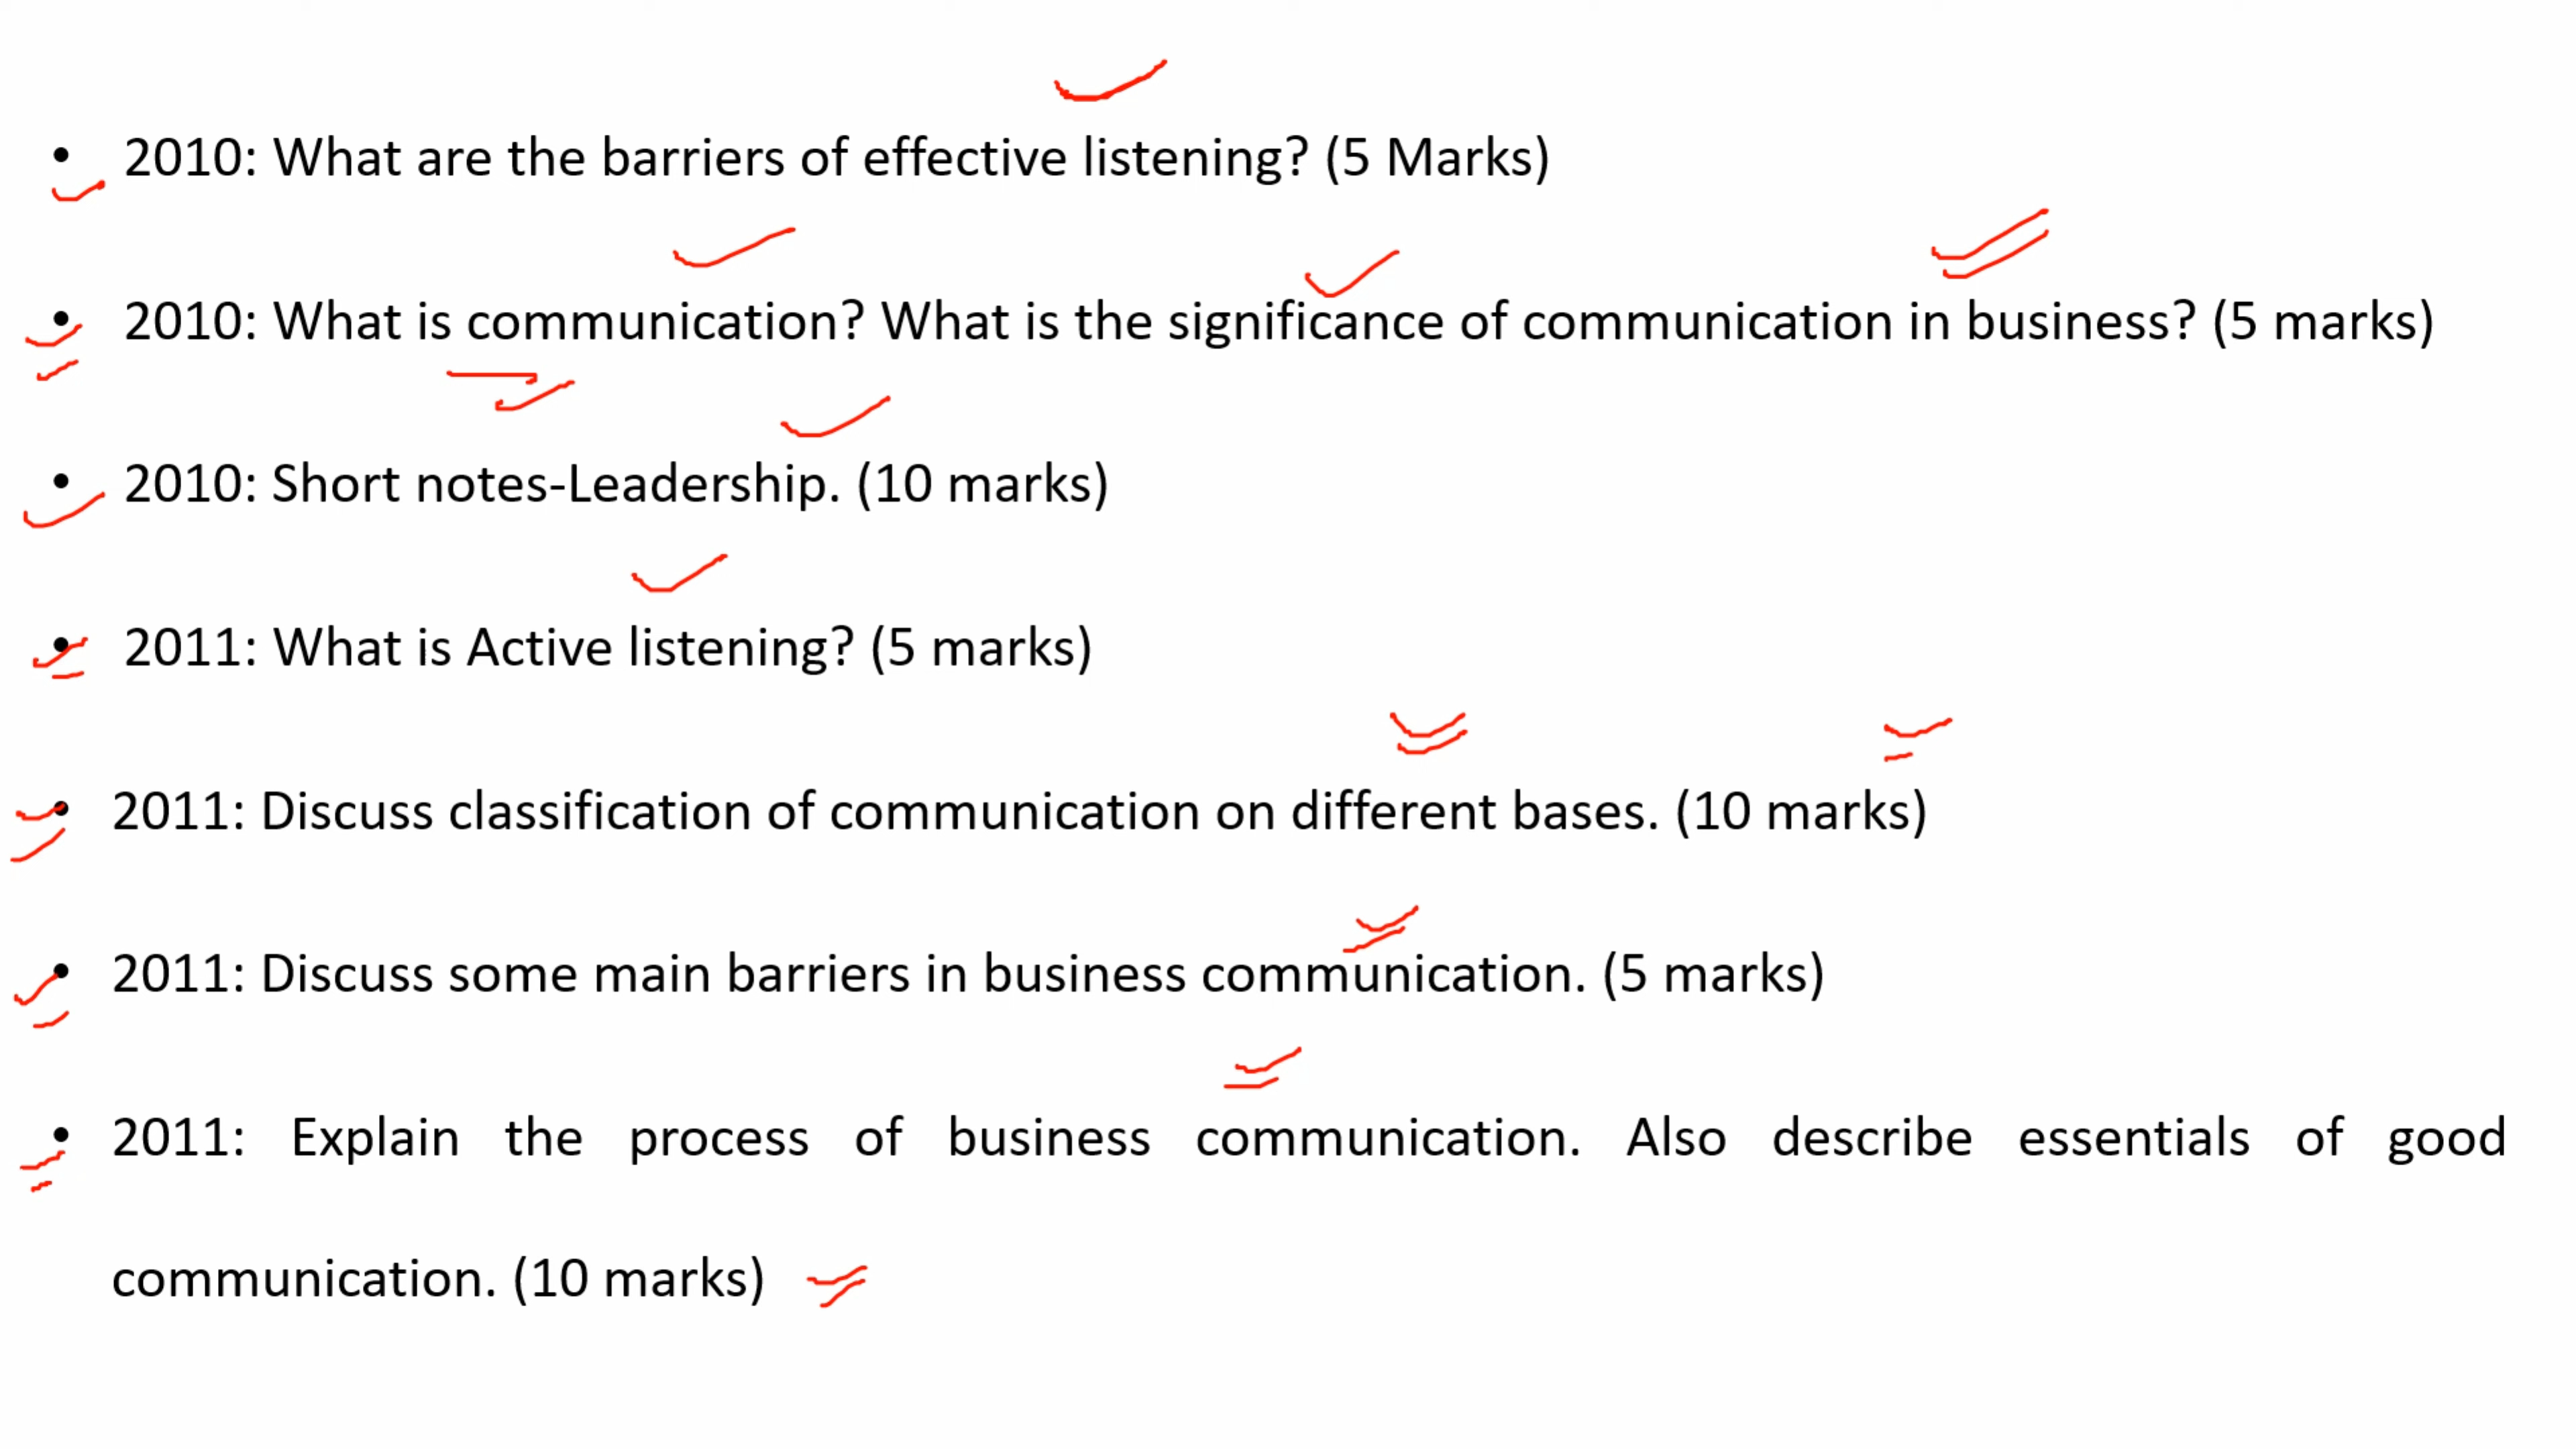 • 2010: What are the barriers of effective listening? (5 Marks)
• 2010: What is communication? What is the significance of communication in business? (5 marks)
• 2010: Short notes-Leadership. (10 marks)
• 2011: What is Active listening? (5 marks)
• 2011: Discuss classification of communication on different bases. (10 marks)
• 2011: Discuss some main barriers in business communication. (5 marks)
• 2011: Explain the process of business communication. Also describe essentials of good
communication. (10 marks)